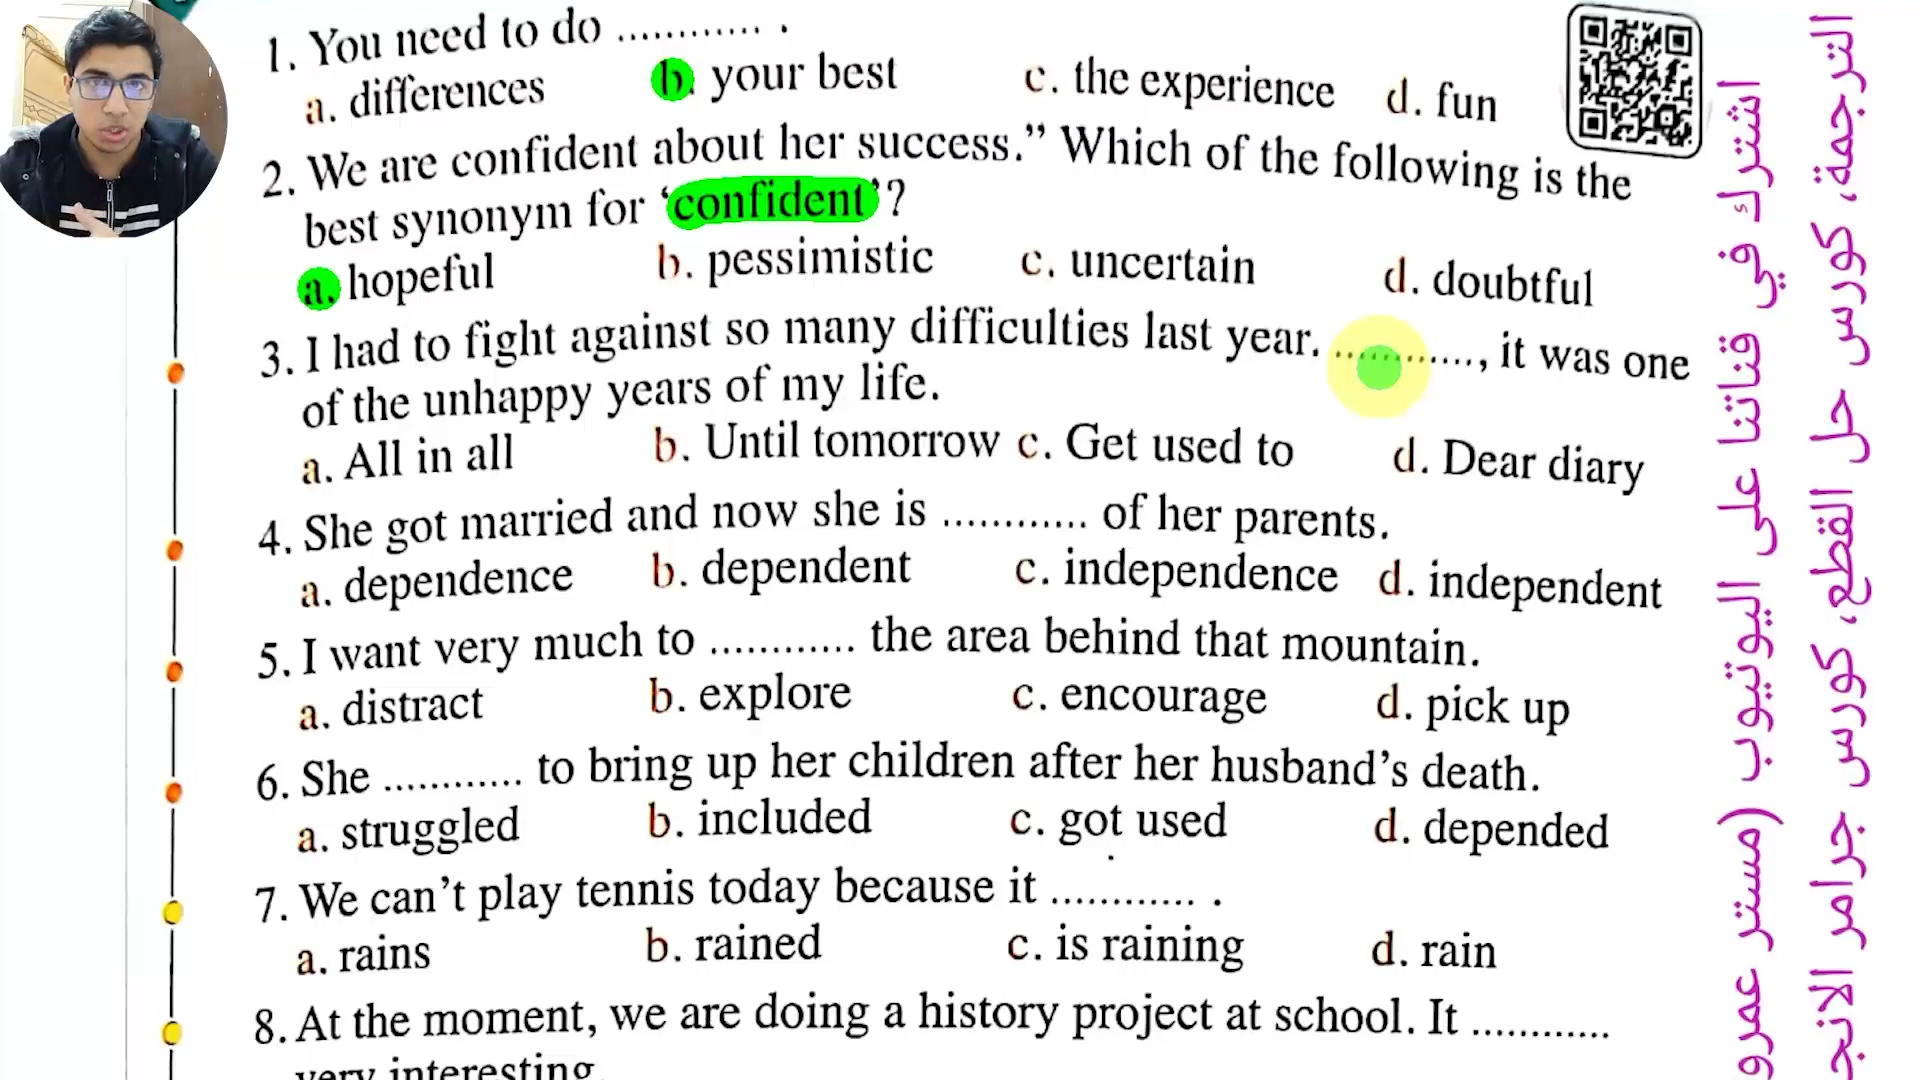 1. You need to do ............ .
a. differences b. your best c. the experience d. fun
2. We are confident about her success.” Which of the following is the
best synonym for ‘confident’?
a. hopeful b. pessimistic c. uncertain d. doubtful
3. I had to fight against so many difficulties last year. ............, it was one
of the unhappy years of my life.
a. All in all b. Until tomorrow c. Get used to d. Dear diary
4. She got married and now she is ............ of her parents.
a. dependence b. dependent c. independence d. independent
5. I want very much to ............ the area behind that mountain.
a. distract b. explore c. encourage d. pick up
6. She ............ to bring up her children after her husband’s death.
a. struggled b. included c. got used d. depended
7. We can’t play tennis today because it ............ .
a. rains b. rained c. is raining d. rain
8. At the moment, we are doing a history project at school. It ............
very interesting.
اشترك في قناتنا على اليوتيوب (مستر عمرو
الترجمة، كورس حل القطع، كورس جرامر الانجـ